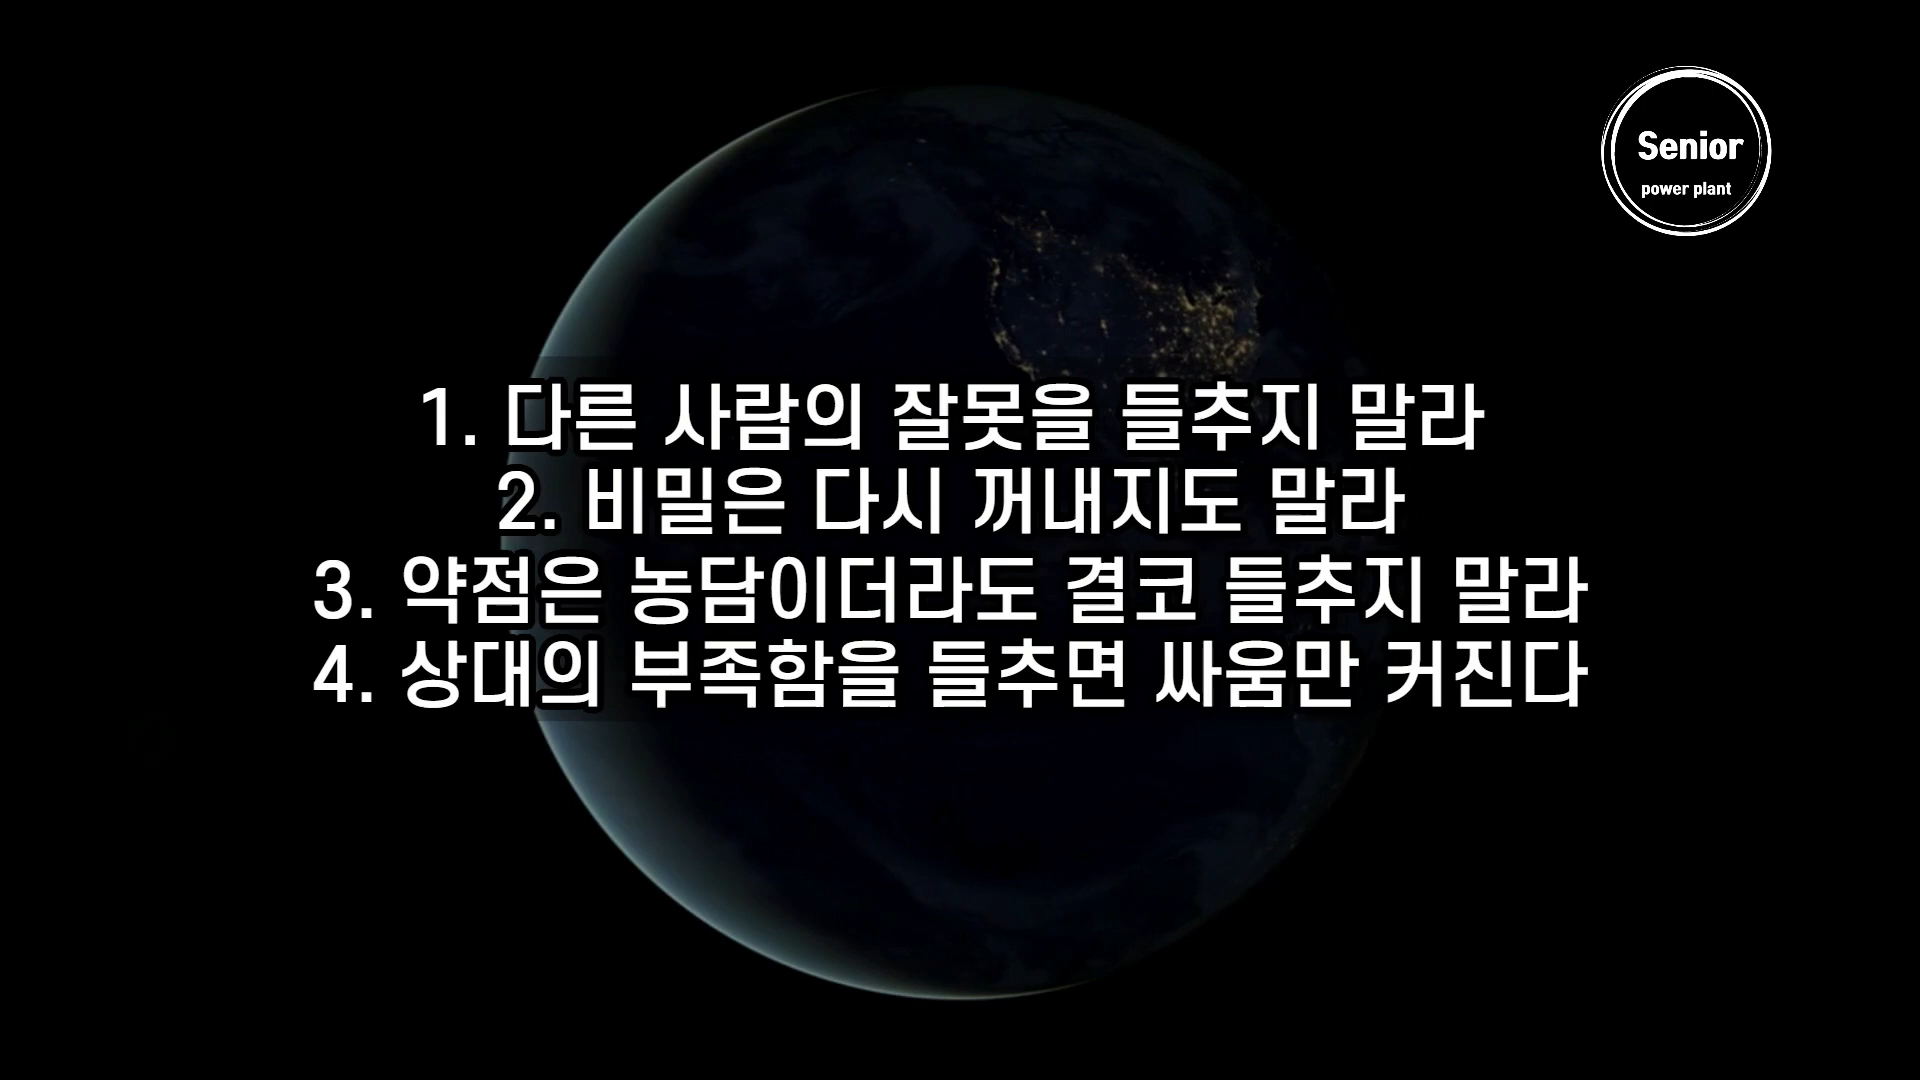 Senior
power plant
1. 다른 사람의 잘못을 들추지 말라
2. 비밀은 다시 꺼내지도 말라
3. 약점은 농담이더라도 결코 들추지 말라
4. 상대의 부족함을 들추면 싸움만 커진다